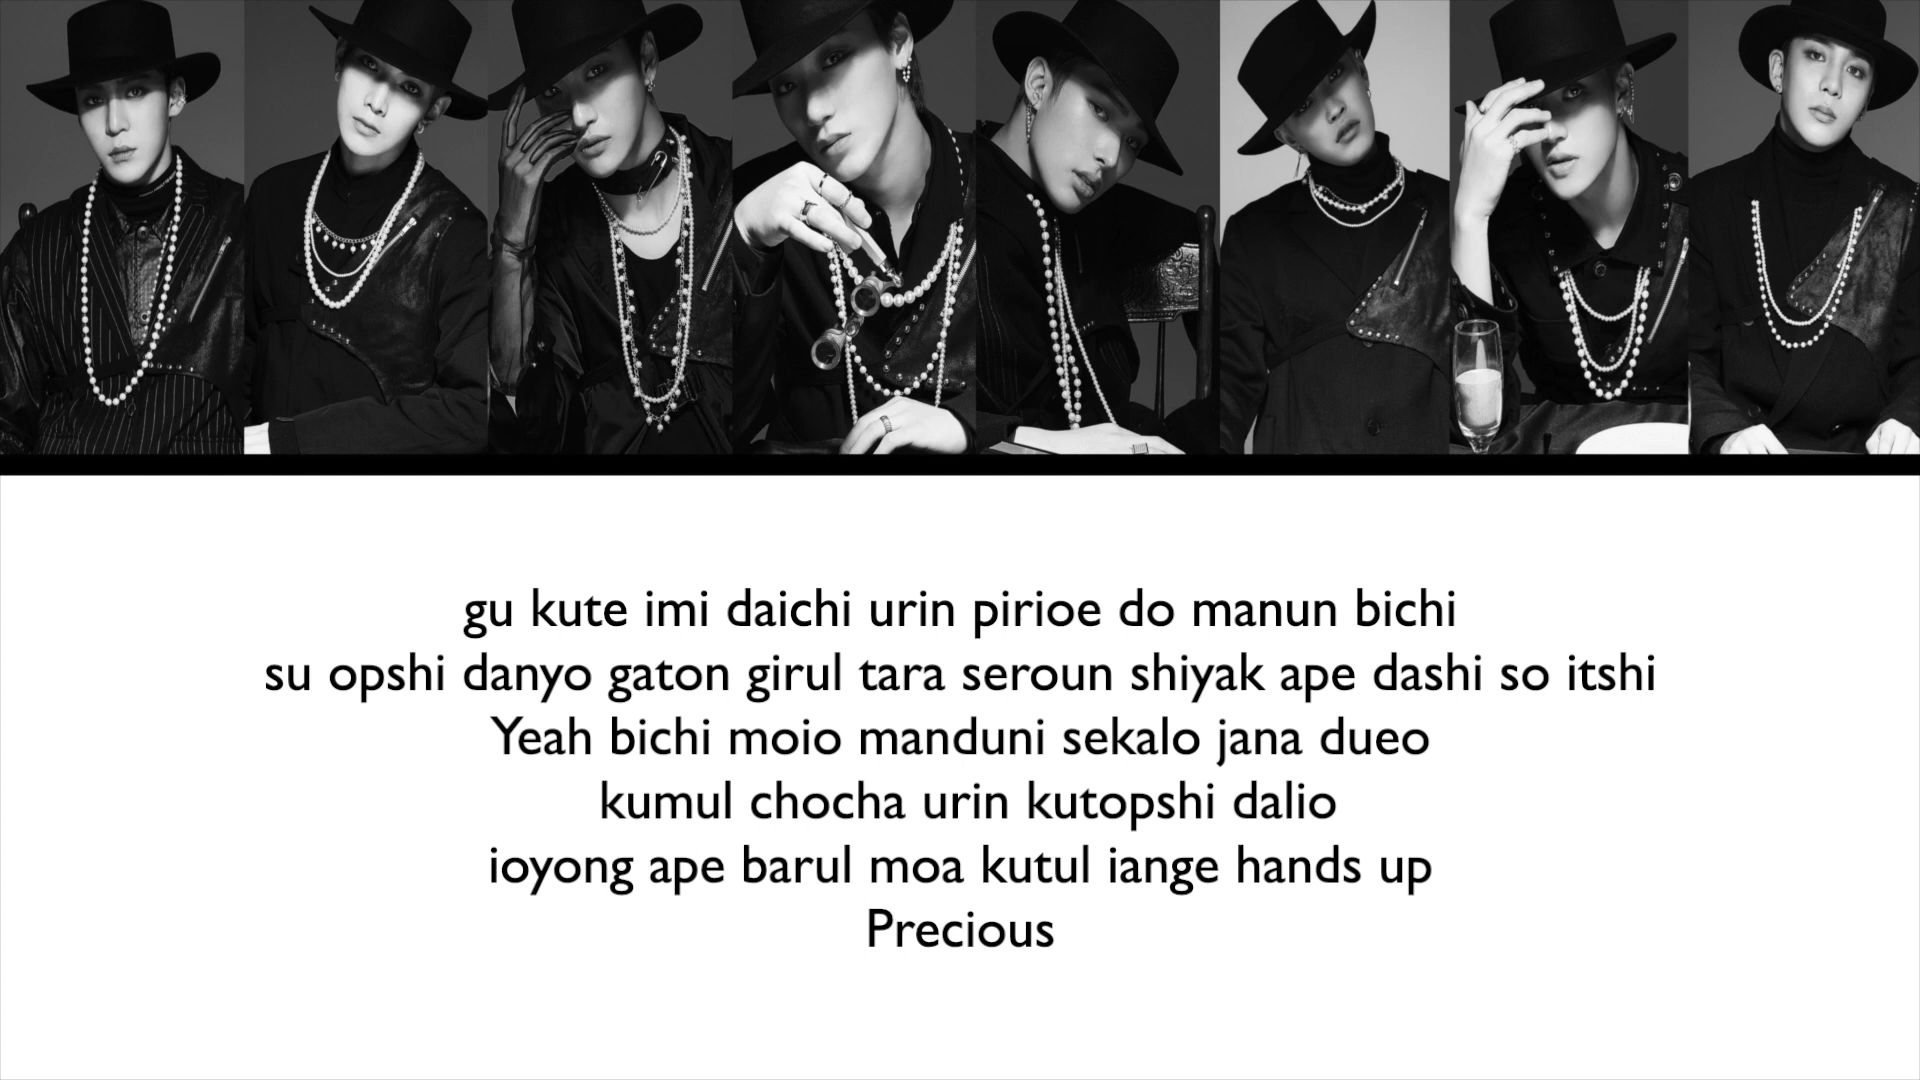 gu kute imi daichi urin pirioe do manun bichi
su opshi danyo gaton girul tara seroun shiyak ape dashi so itshi
Yeah bichi moio manduni sekalo jana dueo
kumul chocha urin kutopshi dalio
ioyong ape barul moa kutul iange hands up
Precious